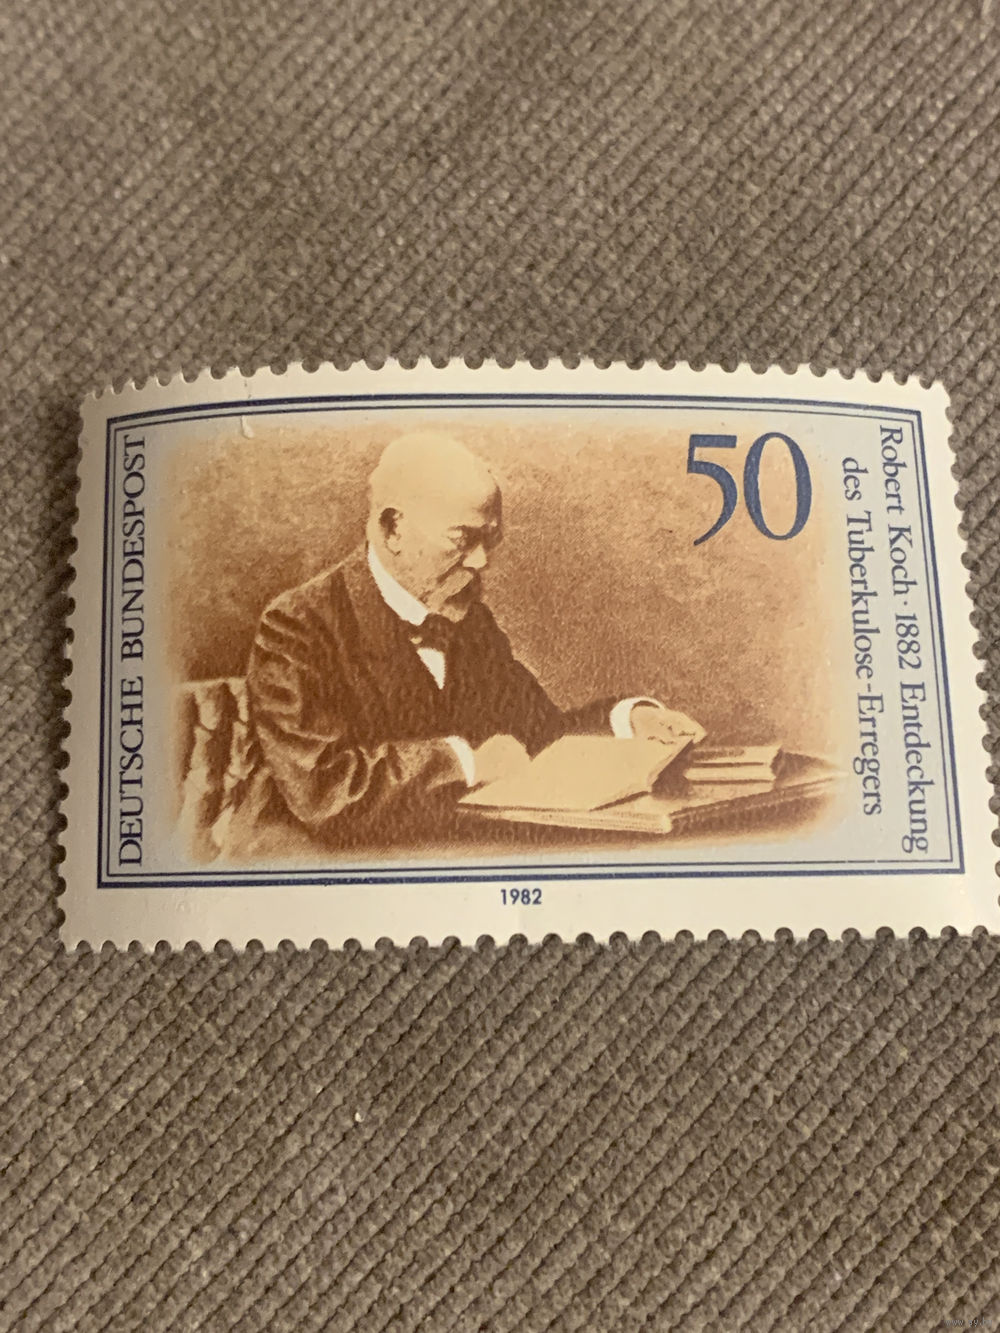 DEUTSCHE BUNDESPOST
50
Robert Koch · 1882 Entdeckung
des Tuberkulose-Erregers
1982